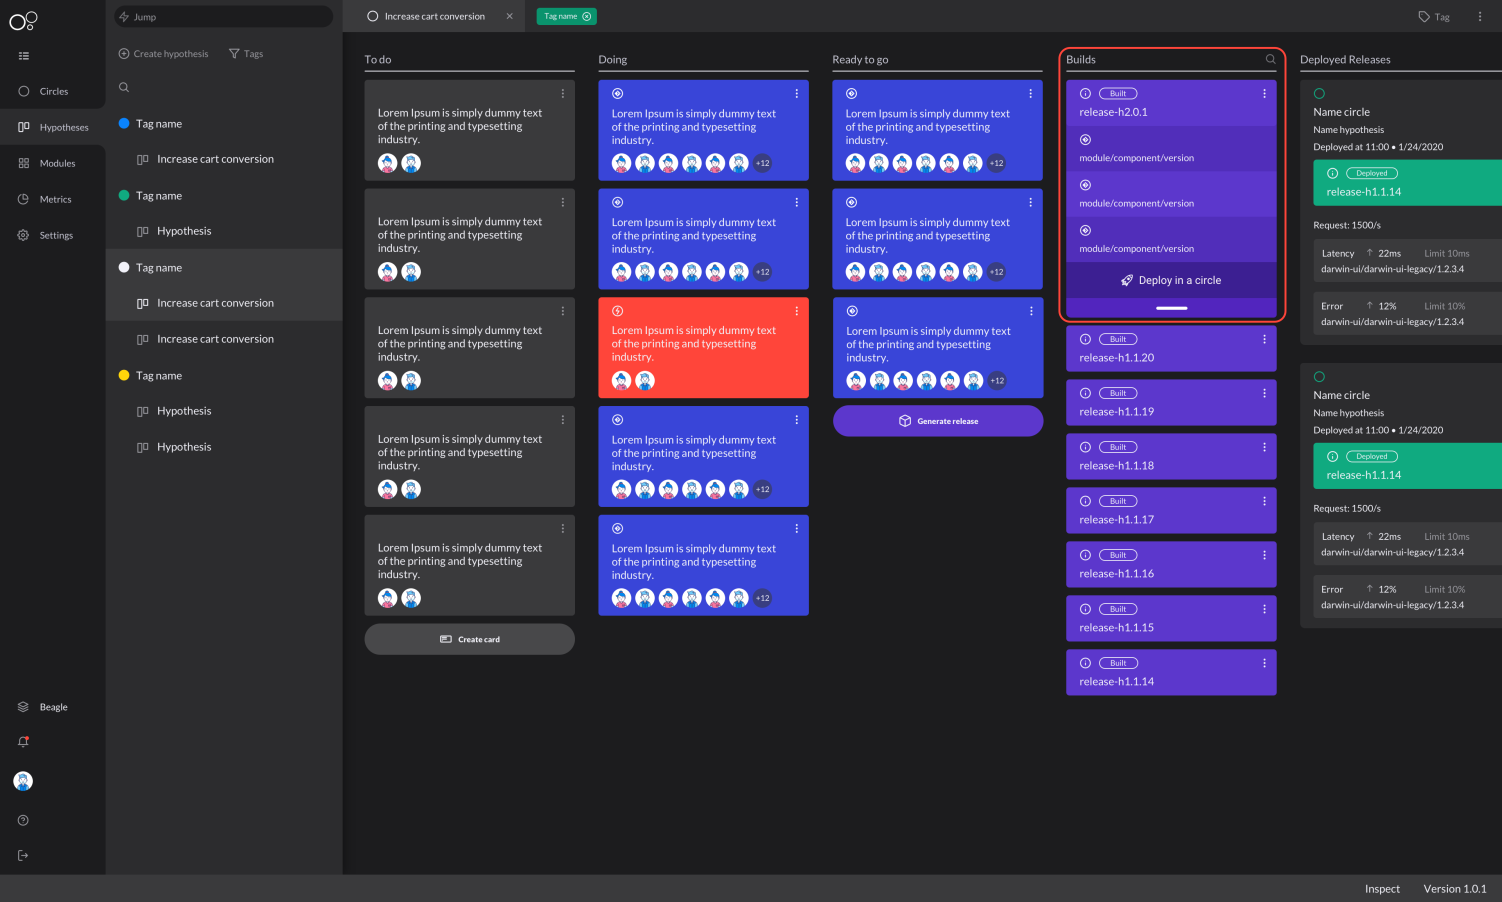 Jump
Create hypothesis
Tags
Circles
Hypotheses
Modules
Metrics
Settings
Beagle
Tag name
Increase cart conversion
Tag name
Hypothesis
Tag name
Increase cart conversion
Increase cart conversion
Tag name
Hypothesis
Hypothesis
Increase cart conversion
Tag name
Tag
To do
Lorem Ipsum is simply dummy text
of the printing and typesetting
industry.
Lorem Ipsum is simply dummy text
of the printing and typesetting
industry.
Lorem Ipsum is simply dummy text
of the printing and typesetting
industry.
Lorem Ipsum is simply dummy text
of the printing and typesetting
industry.
Lorem Ipsum is simply dummy text
of the printing and typesetting
industry.
Create card
Doing
Lorem Ipsum is simply dummy text
of the printing and typesetting
industry.
+12
Lorem Ipsum is simply dummy text
of the printing and typesetting
industry.
+12
Lorem Ipsum is simply dummy text
of the printing and typesetting
industry.
Lorem Ipsum is simply dummy text
of the printing and typesetting
industry.
+12
Lorem Ipsum is simply dummy text
of the printing and typesetting
industry.
+12
Ready to go
Lorem Ipsum is simply dummy text
of the printing and typesetting
industry.
+12
Lorem Ipsum is simply dummy text
of the printing and typesetting
industry.
+12
Lorem Ipsum is simply dummy text
of the printing and typesetting
industry.
+12
Generate release
Builds
Built
release-h2.0.1
module/component/version
module/component/version
module/component/version
Deploy in a circle
Built
release-h1.1.20
Built
release-h1.1.19
Built
release-h1.1.18
Built
release-h1.1.17
Built
release-h1.1.16
Built
release-h1.1.15
Built
release-h1.1.14
Deployed Releases
Name circle
Name hypothesis
Deployed at 11:00 • 1/24/2020
Deployed
release-h1.1.14
Request: 1500/s
Latency ↑ 22ms Limit 10ms
darwin-ui/darwin-ui-legacy/1.2.3.4
Error ↑ 12% Limit 10%
darwin-ui/darwin-ui-legacy/1.2.3.4
Name circle
Name hypothesis
Deployed at 11:00 • 1/24/2020
Deployed
release-h1.1.14
Request: 1500/s
Latency ↑ 22ms Limit 10ms
darwin-ui/darwin-ui-legacy/1.2.3.4
Error ↑ 12% Limit 10%
darwin-ui/darwin-ui-legacy/1.2.3.4
Inspect
Version 1.0.1